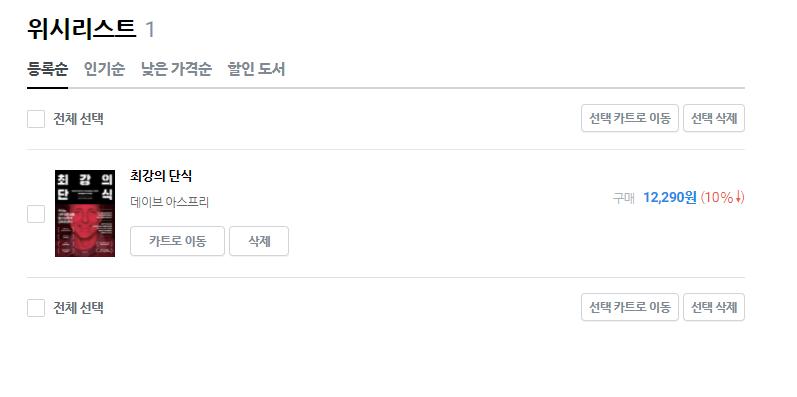 위시리스트 1
등록순 인기순 낮은 가격순 할인 도서
전체 선택 선택 카트로 이동 선택 삭제
최강의
단식
최강의 단식
데이브 아스프리
구매 12,290원 (10%↓)
카트로 이동 삭제
전체 선택 선택 카트로 이동 선택 삭제